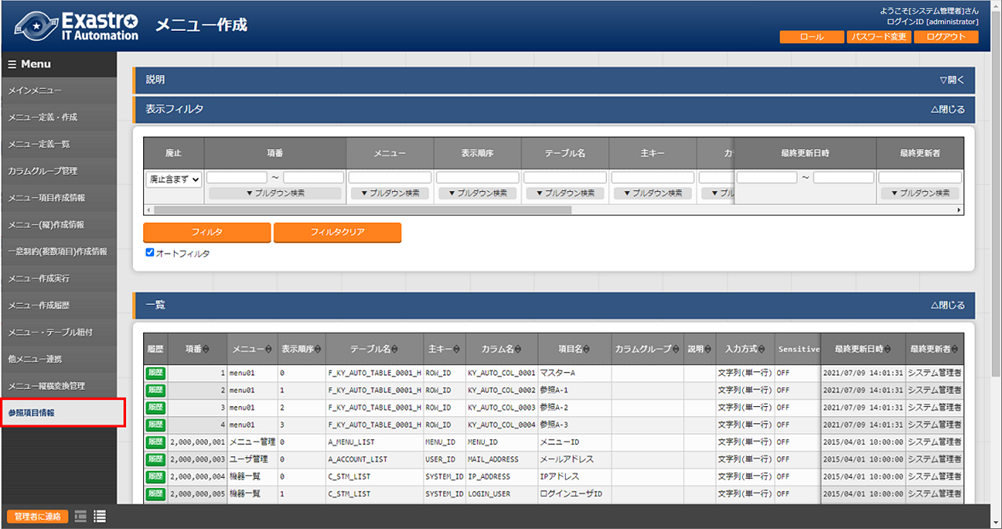 Exastro
IT Automation
メニュー作成
ようこそ[システム管理者]さん
ログインID [administrator]
ロール パスワード変更 ログアウト
☰ Menu
メインメニュー
メニュー定義・作成
メニュー定義一覧
カラムグループ管理
メニュー項目作成情報
メニュー(縦)作成情報
一意制約(複数項目)作成情報
メニュー作成実行
メニュー作成履歴
メニュー・テーブル紐付
他メニュー連携
メニュー縦横変換管理
参照項目情報
説明 ▽開く
表示フィルタ △閉じる
廃止 項番 メニュー 表示順序 テーブル名 主キー カ 最終更新日時 最終更新者
廃止含まず ～ ～
▼ プルダウン検索 ▼ プルダウン検索 ▼ プルダウン検索 ▼ プルダウン検索 ▼ プルダウン検索 ▼ プル ▼ プルダウン検索
フィルタ フィルタクリア
オートフィルタ
一覧 △閉じる
履歴 項番 メニュー 表示順序 テーブル名 主キー カラム名 項目名 カラムグループ 説明 入力方式 Sensitive 最終更新日時 最終更新者
履歴 1 menu01 0 F_KY_AUTO_TABLE_0001_H ROW_ID KY_AUTO_COL_0001 マスターA 文字列(単一行) OFF 2021/07/09 14:01:31 システム管理者
履歴 2 menu01 1 F_KY_AUTO_TABLE_0001_H ROW_ID KY_AUTO_COL_0002 参照A-1 文字列(単一行) OFF 2021/07/09 14:01:31 システム管理者
履歴 3 menu01 2 F_KY_AUTO_TABLE_0001_H ROW_ID KY_AUTO_COL_0003 参照A-2 文字列(単一行) OFF 2021/07/09 14:01:31 システム管理者
履歴 4 menu01 3 F_KY_AUTO_TABLE_0001_H ROW_ID KY_AUTO_COL_0004 参照A-3 文字列(単一行) OFF 2021/07/09 14:01:31 システム管理者
履歴 2,000,000,001 メニュー管理 0 A_MENU_LIST MENU_ID MENU_ID メニューID 文字列(単一行) OFF 2015/04/01 10:00:00 システム管理者
履歴 2,000,000,003 ユーザ管理 0 A_ACCOUNT_LIST USER_ID MAIL_ADDRESS メールアドレス 文字列(単一行) OFF 2015/04/01 10:00:00 システム管理者
履歴 2,000,000,004 機器一覧 0 C_STM_LIST SYSTEM_ID IP_ADDRESS IPアドレス 文字列(単一行) OFF 2015/04/01 10:00:00 システム管理者
履歴 2,000,000,005 機器一覧 1 C_STM_LIST SYSTEM_ID LOGIN_USER ログインユーザID 文字列(単一行) OFF 2015/04/01 10:00:00 システム管理者
管理者に連絡